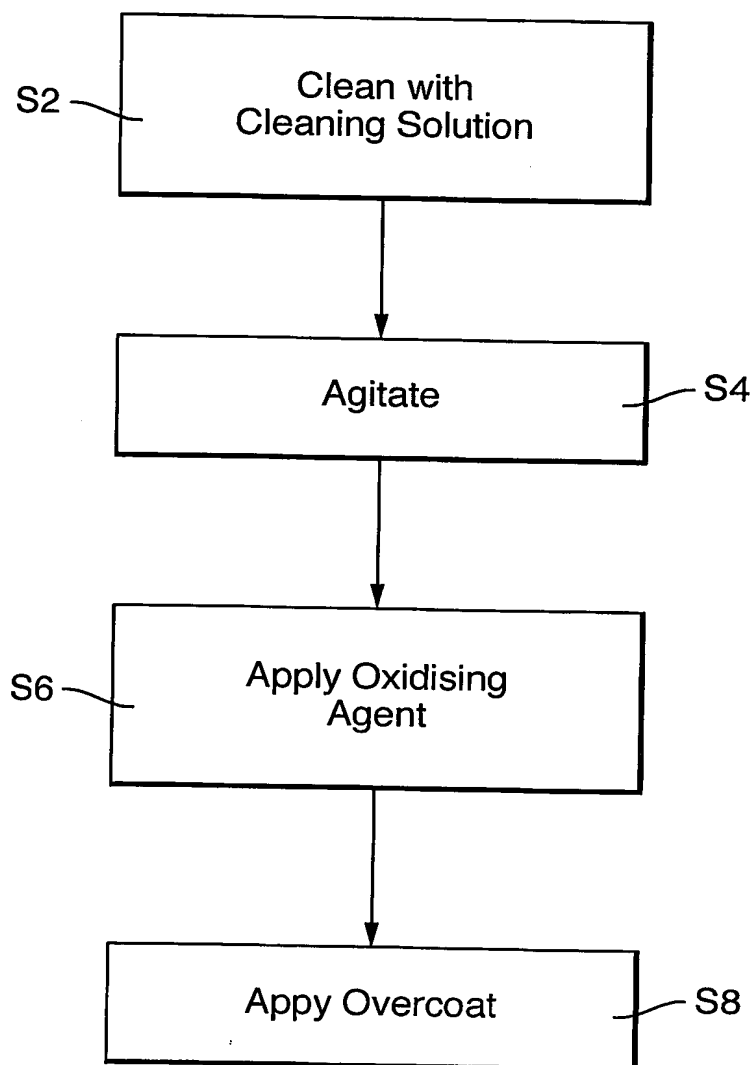 Clean with
Cleaning Solution
S2
Agitate
S4
Apply Oxidising
Agent
S6
Appy Overcoat
S8